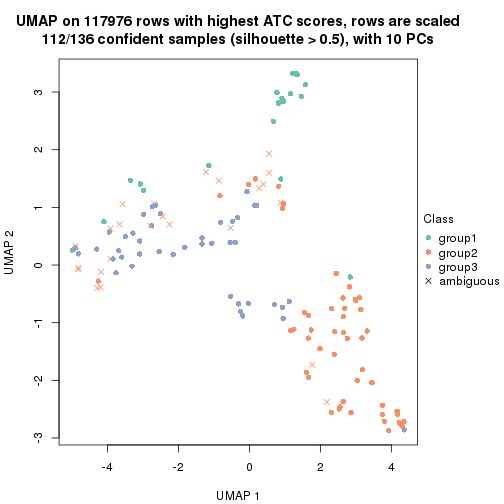 UMAP on 117976 rows with highest ATC scores, rows are scaled
112/136 confident samples (silhouette > 0.5), with 10 PCs
3
2
1
0
-1
-2
-3
UMAP 2
-4
-2
0
2
4
UMAP 1
Class
group1
group2
group3
ambiguous